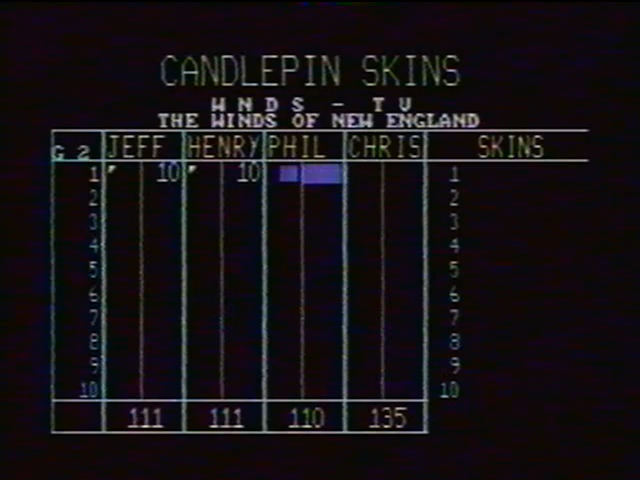 CANDLEPIN SKINS
W N D S - T V
THE WINDS OF NEW ENGLAND
G 2 JEFF HENRY PHIL CHRIS SKINS
1 10 10 1
2 2
3 3
4 4
5 5
6 6
7 7
8 8
9 9
10 10
111 111 110 135